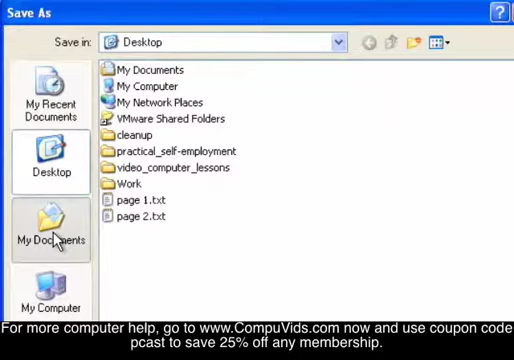 Save As
?
Save in:
Desktop
My Recent
Documents
Desktop
My Documents
My Computer
My Documents
My Computer
My Network Places
VMware Shared Folders
cleanup
practical_self-employment
video_computer_lessons
Work
page 1.txt
page 2.txt
For more computer help, go to www.CompuVids.com now and use coupon code
pcast to save 25% off any membership.